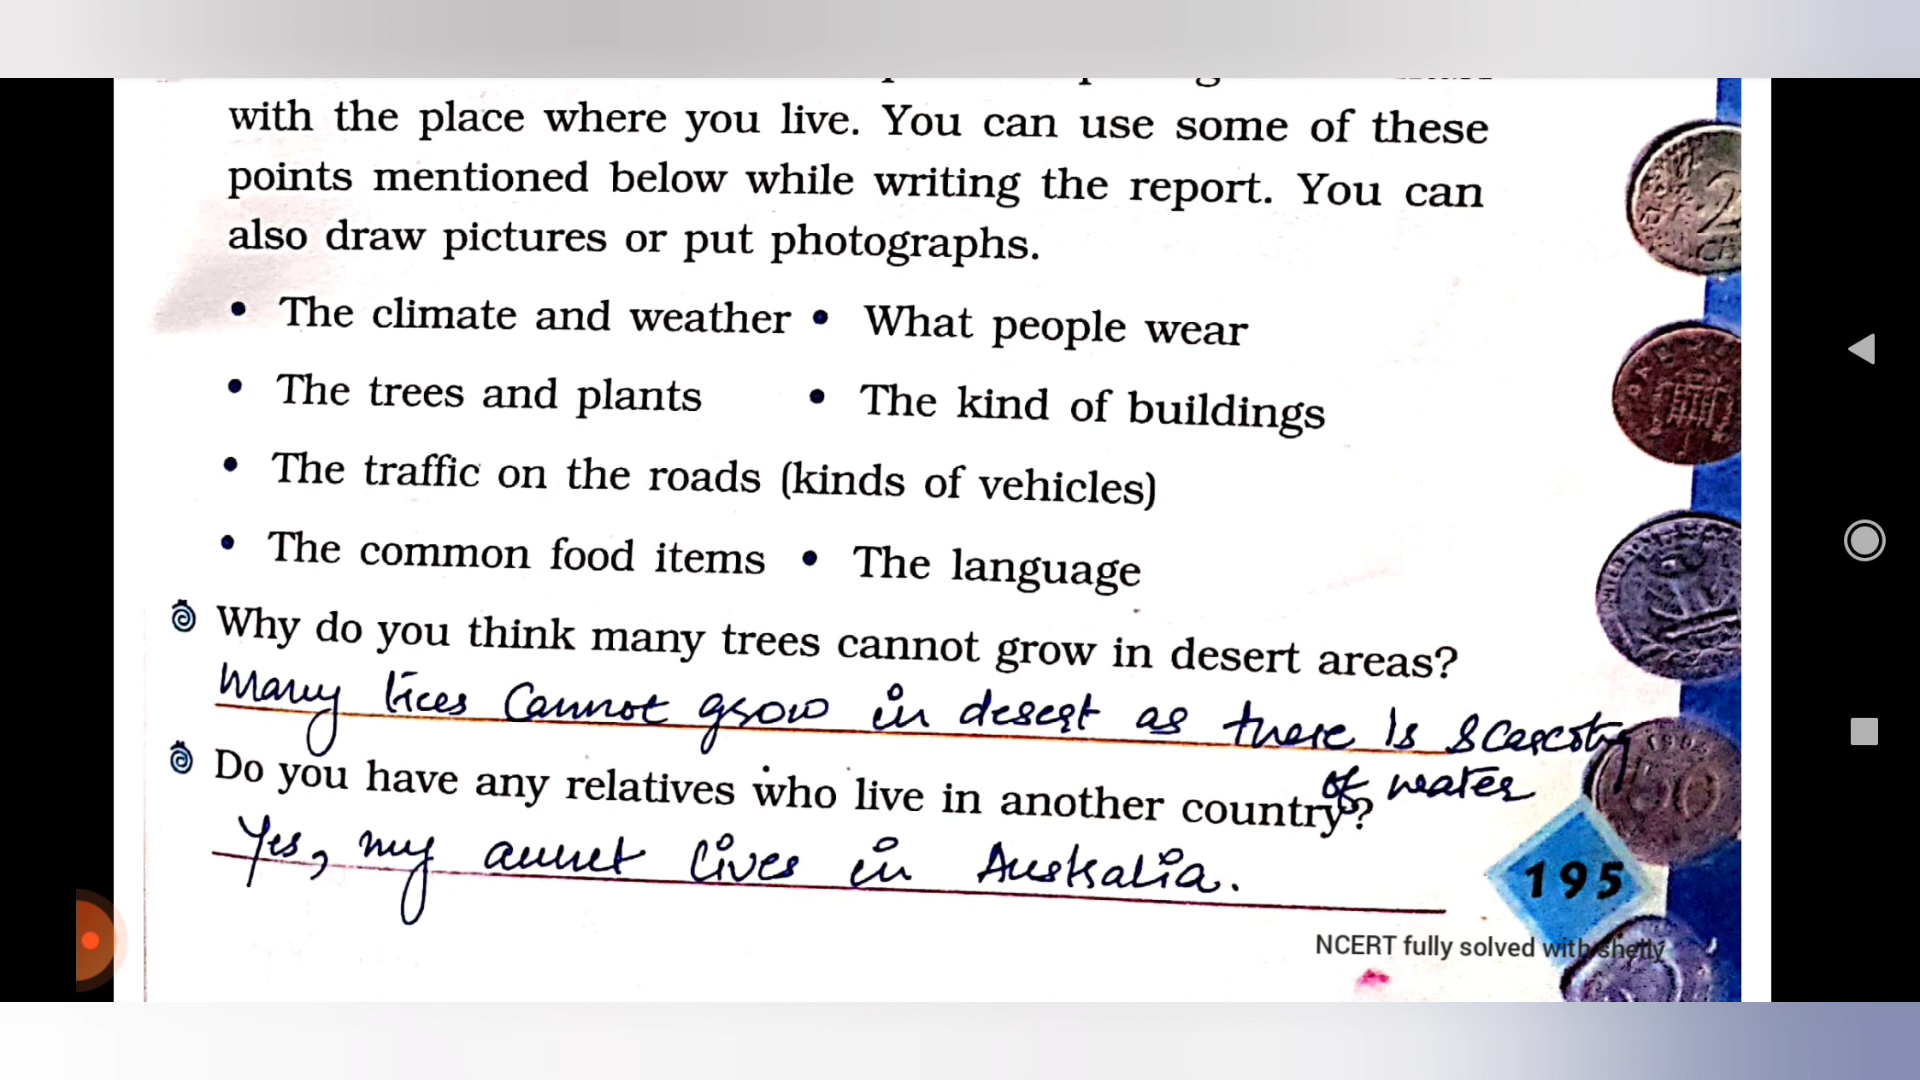 with the place where you live. You can use some of these
points mentioned below while writing the report. You can
also draw pictures or put photographs.
• The climate and weather • What people wear
• The trees and plants • The kind of buildings
• The traffic on the roads (kinds of vehicles)
• The common food items • The language
Why do you think many trees cannot grow in desert areas?
Many trees cannot grow in desert as there is scarcity
of water
Do you have any relatives who live in another country?
Yes, my aunt lives in Australia.
195
NCERT fully solved with shelly